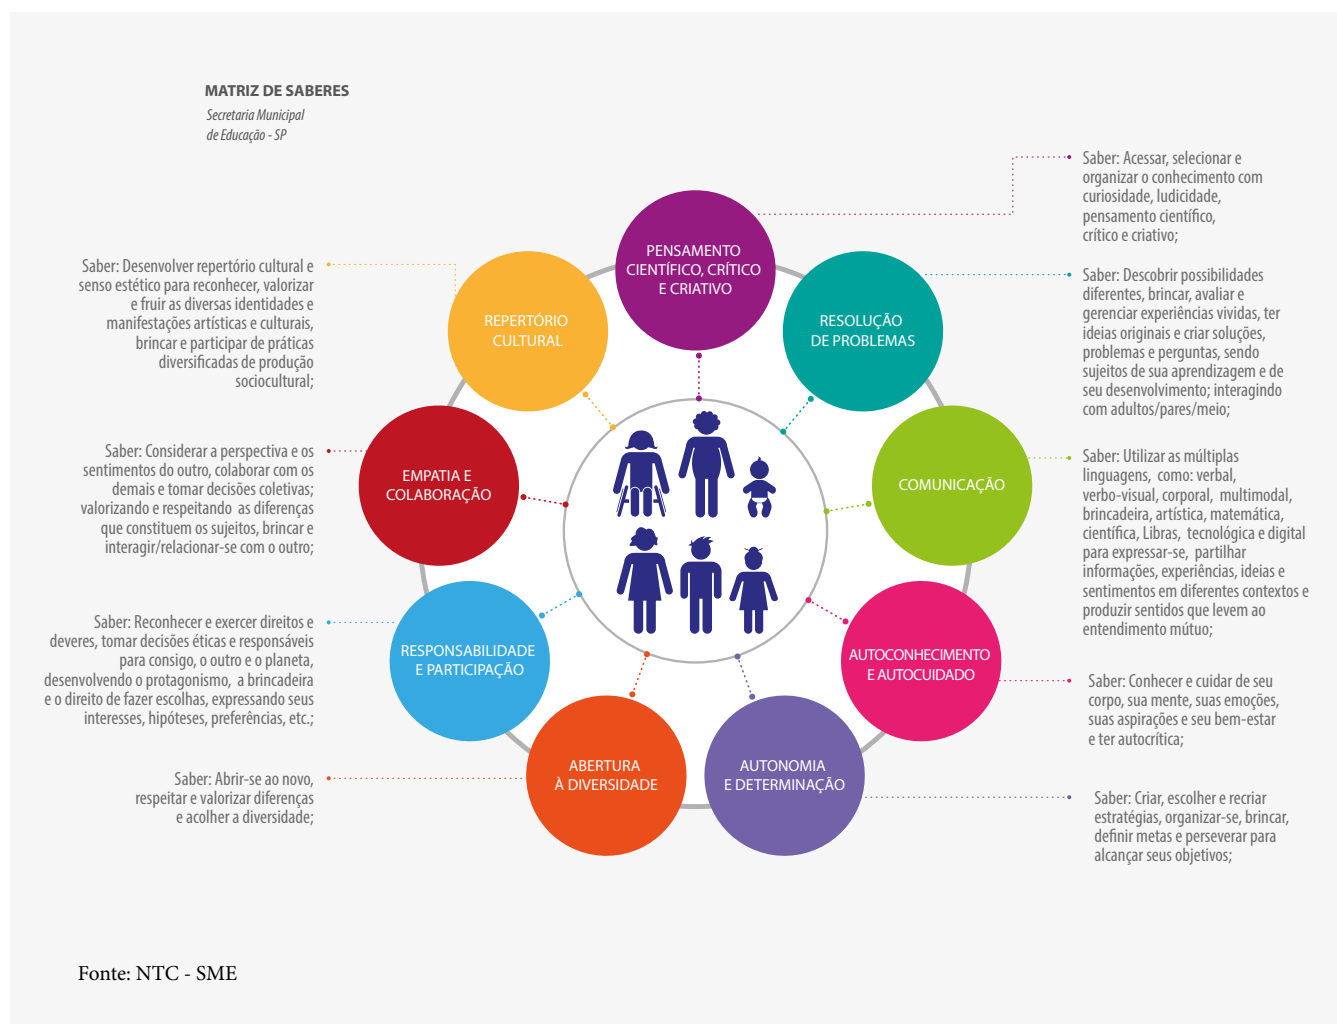 MATRIZ DE SABERES
Secretaria Municipal
de Educação - SP
PENSAMENTO
CIENTÍFICO, CRÍTICO
E CRIATIVO
Saber: Acessar, selecionar e
organizar o conhecimento com
curiosidade, ludicidade,
pensamento científico,
crítico e criativo;
RESOLUÇÃO
DE PROBLEMAS
Saber: Descobrir possibilidades
diferentes, brincar, avaliar e
gerenciar experiências vividas, ter
ideias originais e criar soluções,
problemas e perguntas, sendo
sujeitos de sua aprendizagem e de
seu desenvolvimento; interagindo
com adultos/pares/meio;
COMUNICAÇÃO
Saber: Utilizar as múltiplas
linguagens, como: verbal,
verbo-visual, corporal, multimodal,
brincadeira, artística, matemática,
científica, Libras, tecnológica e digital
para expressar-se, partilhar
informações, experiências, ideias e
sentimentos em diferentes contextos e
produzir sentidos que levem ao
entendimento mútuo;
AUTOCONHECIMENTO
E AUTOCUIDADO
Saber: Conhecer e cuidar de seu
corpo, sua mente, suas emoções,
suas aspirações e seu bem-estar
e ter autocrítica;
AUTONOMIA
E DETERMINAÇÃO
Saber: Criar, escolher e recriar
estratégias, organizar-se, brincar,
definir metas e perseverar para
alcançar seus objetivos;
ABERTURA
À DIVERSIDADE
Saber: Abrir-se ao novo,
respeitar e valorizar diferenças
e acolher a diversidade;
RESPONSABILIDADE
E PARTICIPAÇÃO
Saber: Reconhecer e exercer direitos e
deveres, tomar decisões éticas e responsáveis
para consigo, o outro e o planeta,
desenvolvendo o protagonismo, a brincadeira
e o direito de fazer escolhas, expressando seus
interesses, hipóteses, preferências, etc.;
EMPATIA E
COLABORAÇÃO
Saber: Considerar a perspectiva e os
sentimentos do outro, colaborar com os
demais e tomar decisões coletivas;
valorizando e respeitando as diferenças
que constituem os sujeitos, brincar e
interagir/relacionar-se com o outro;
REPERTÓRIO
CULTURAL
Saber: Desenvolver repertório cultural e
senso estético para reconhecer, valorizar
e fruir as diversas identidades e
manifestações artísticas e culturais,
brincar e participar de práticas
diversificadas de produção
sociocultural;
Fonte: NTC - SME